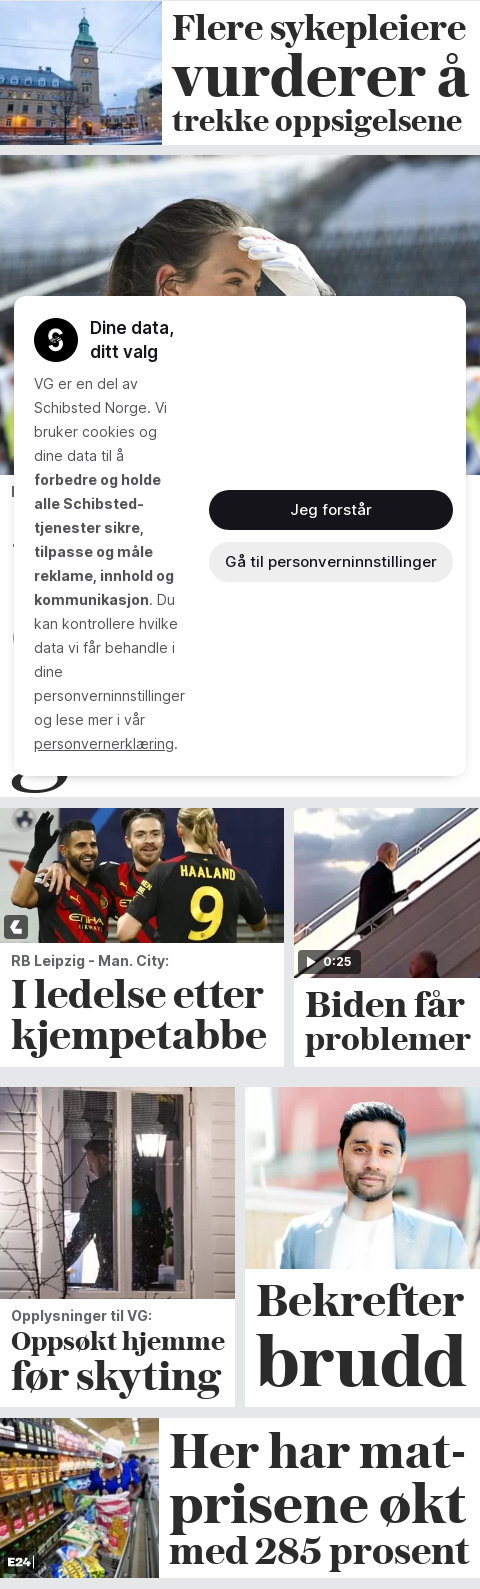 Flere sykepleiere
vurderer å
trekke oppsigelsene
Dine data,
ditt valg
VG er en del av
Schibsted Norge. Vi
bruker cookies og
dine data til å
forbedre og holde
alle Schibsted-
tjenester sikre,
tilpasse og måle
reklame, innhold og
kommunikasjon. Du
kan kontrollere hvilke
data vi får behandle i
dine
personverninnstillinger
og lese mer i vår
personvernerklæring.
Jeg forstår
Gå til personverninnstillinger
HAALAND
9
ETIHAD
RB Leipzig - Man. City:
I ledelse etter
kjempetabbe
0:25
Biden får
problemer
Opplysninger til VG:
Oppsøkt hjemme
før skyting
Bekrefter
brudd
E24
Her har mat-
prisene økt
med 285 prosent